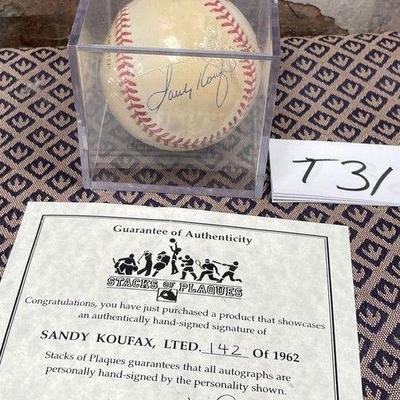 Sandy Koufax
T31
Guarantee of Authenticity
STACKS OF PLAQUES
Congratulations, you have just purchased a product that showcases
an authentically hand-signed signature of
SANDY KOUFAX, LTED. 142 Of 1962
Stacks of Plaques guarantees that all autographs are
personally hand-signed by the personality shown.